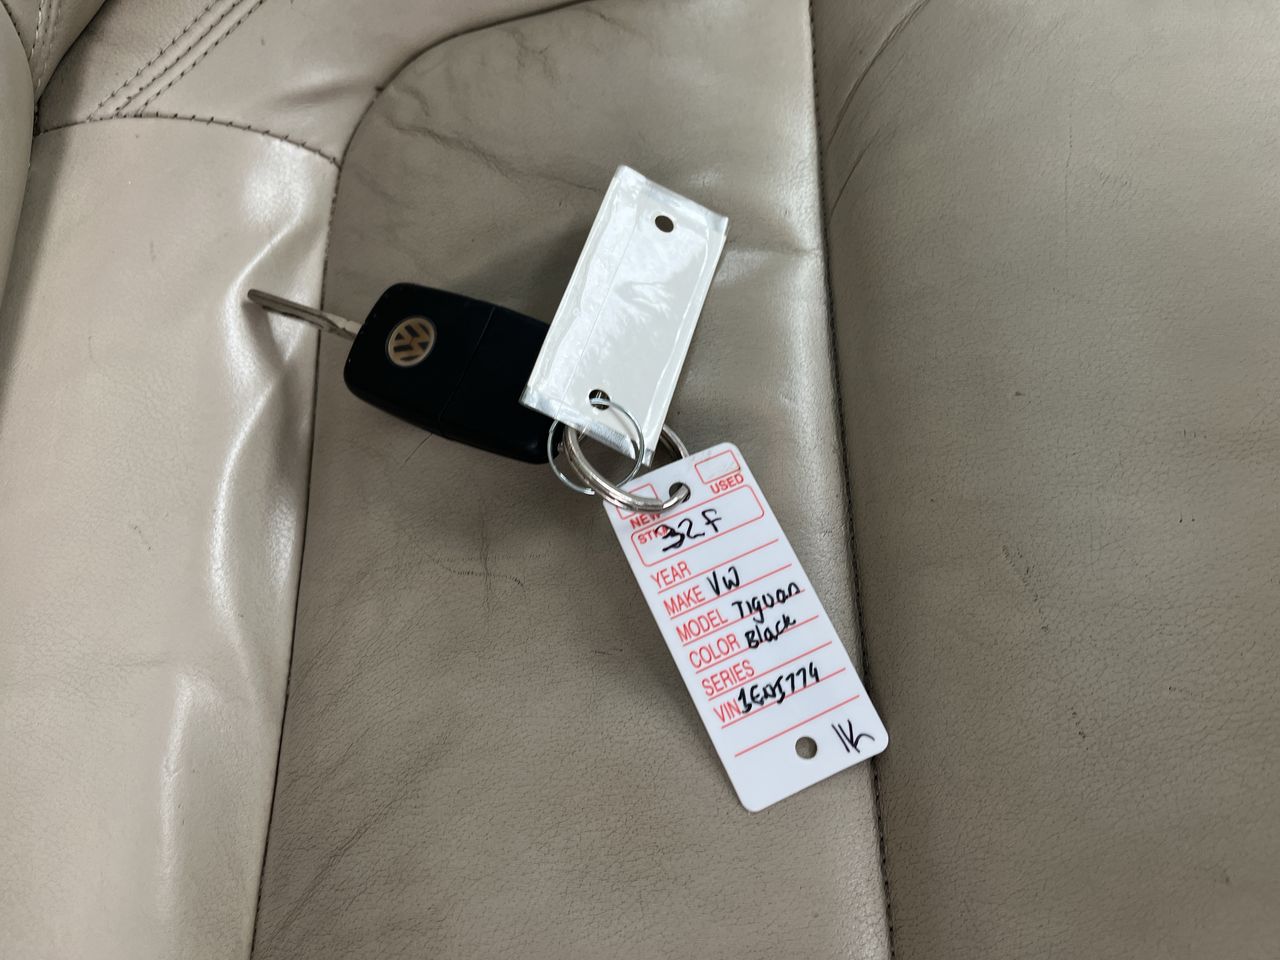 NEW USED
STK# 32F
YEAR
MAKE VW
MODEL Tiguan
COLOR Black
SERIES
VIN